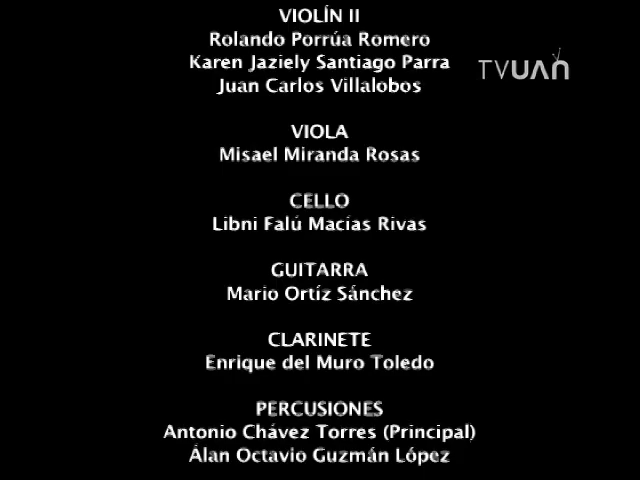 VIOLÍN II
Rolando Porrúa Romero
Karen Jaziely Santiago Parra
Juan Carlos Villalobos
TVUAN
VIOLA
Misael Miranda Rosas
CELLO
Libni Falú Macías Rivas
GUITARRA
Mario Ortíz Sánchez
CLARINETE
Enrique del Muro Toledo
PERCUSIONES
Antonio Chávez Torres (Principal)
Álan Octavio Guzmán López